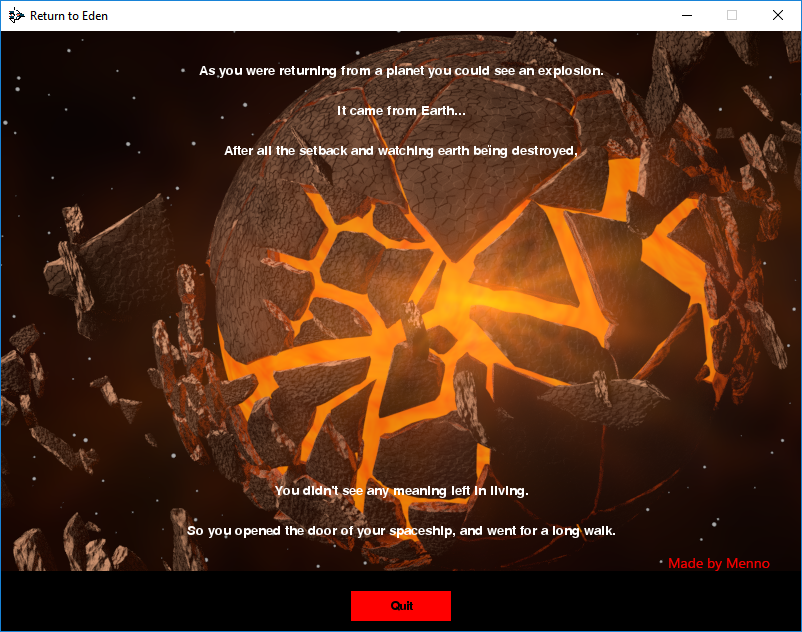 Return to Eden
As you were returning from a planet you could see an explosion.
It came from Earth...
After all the setback and watching earth being destroyed,
You didn't see any meaning left in living.
So you opened the door of your spaceship, and went for a long walk.
Made by Menno
Quit